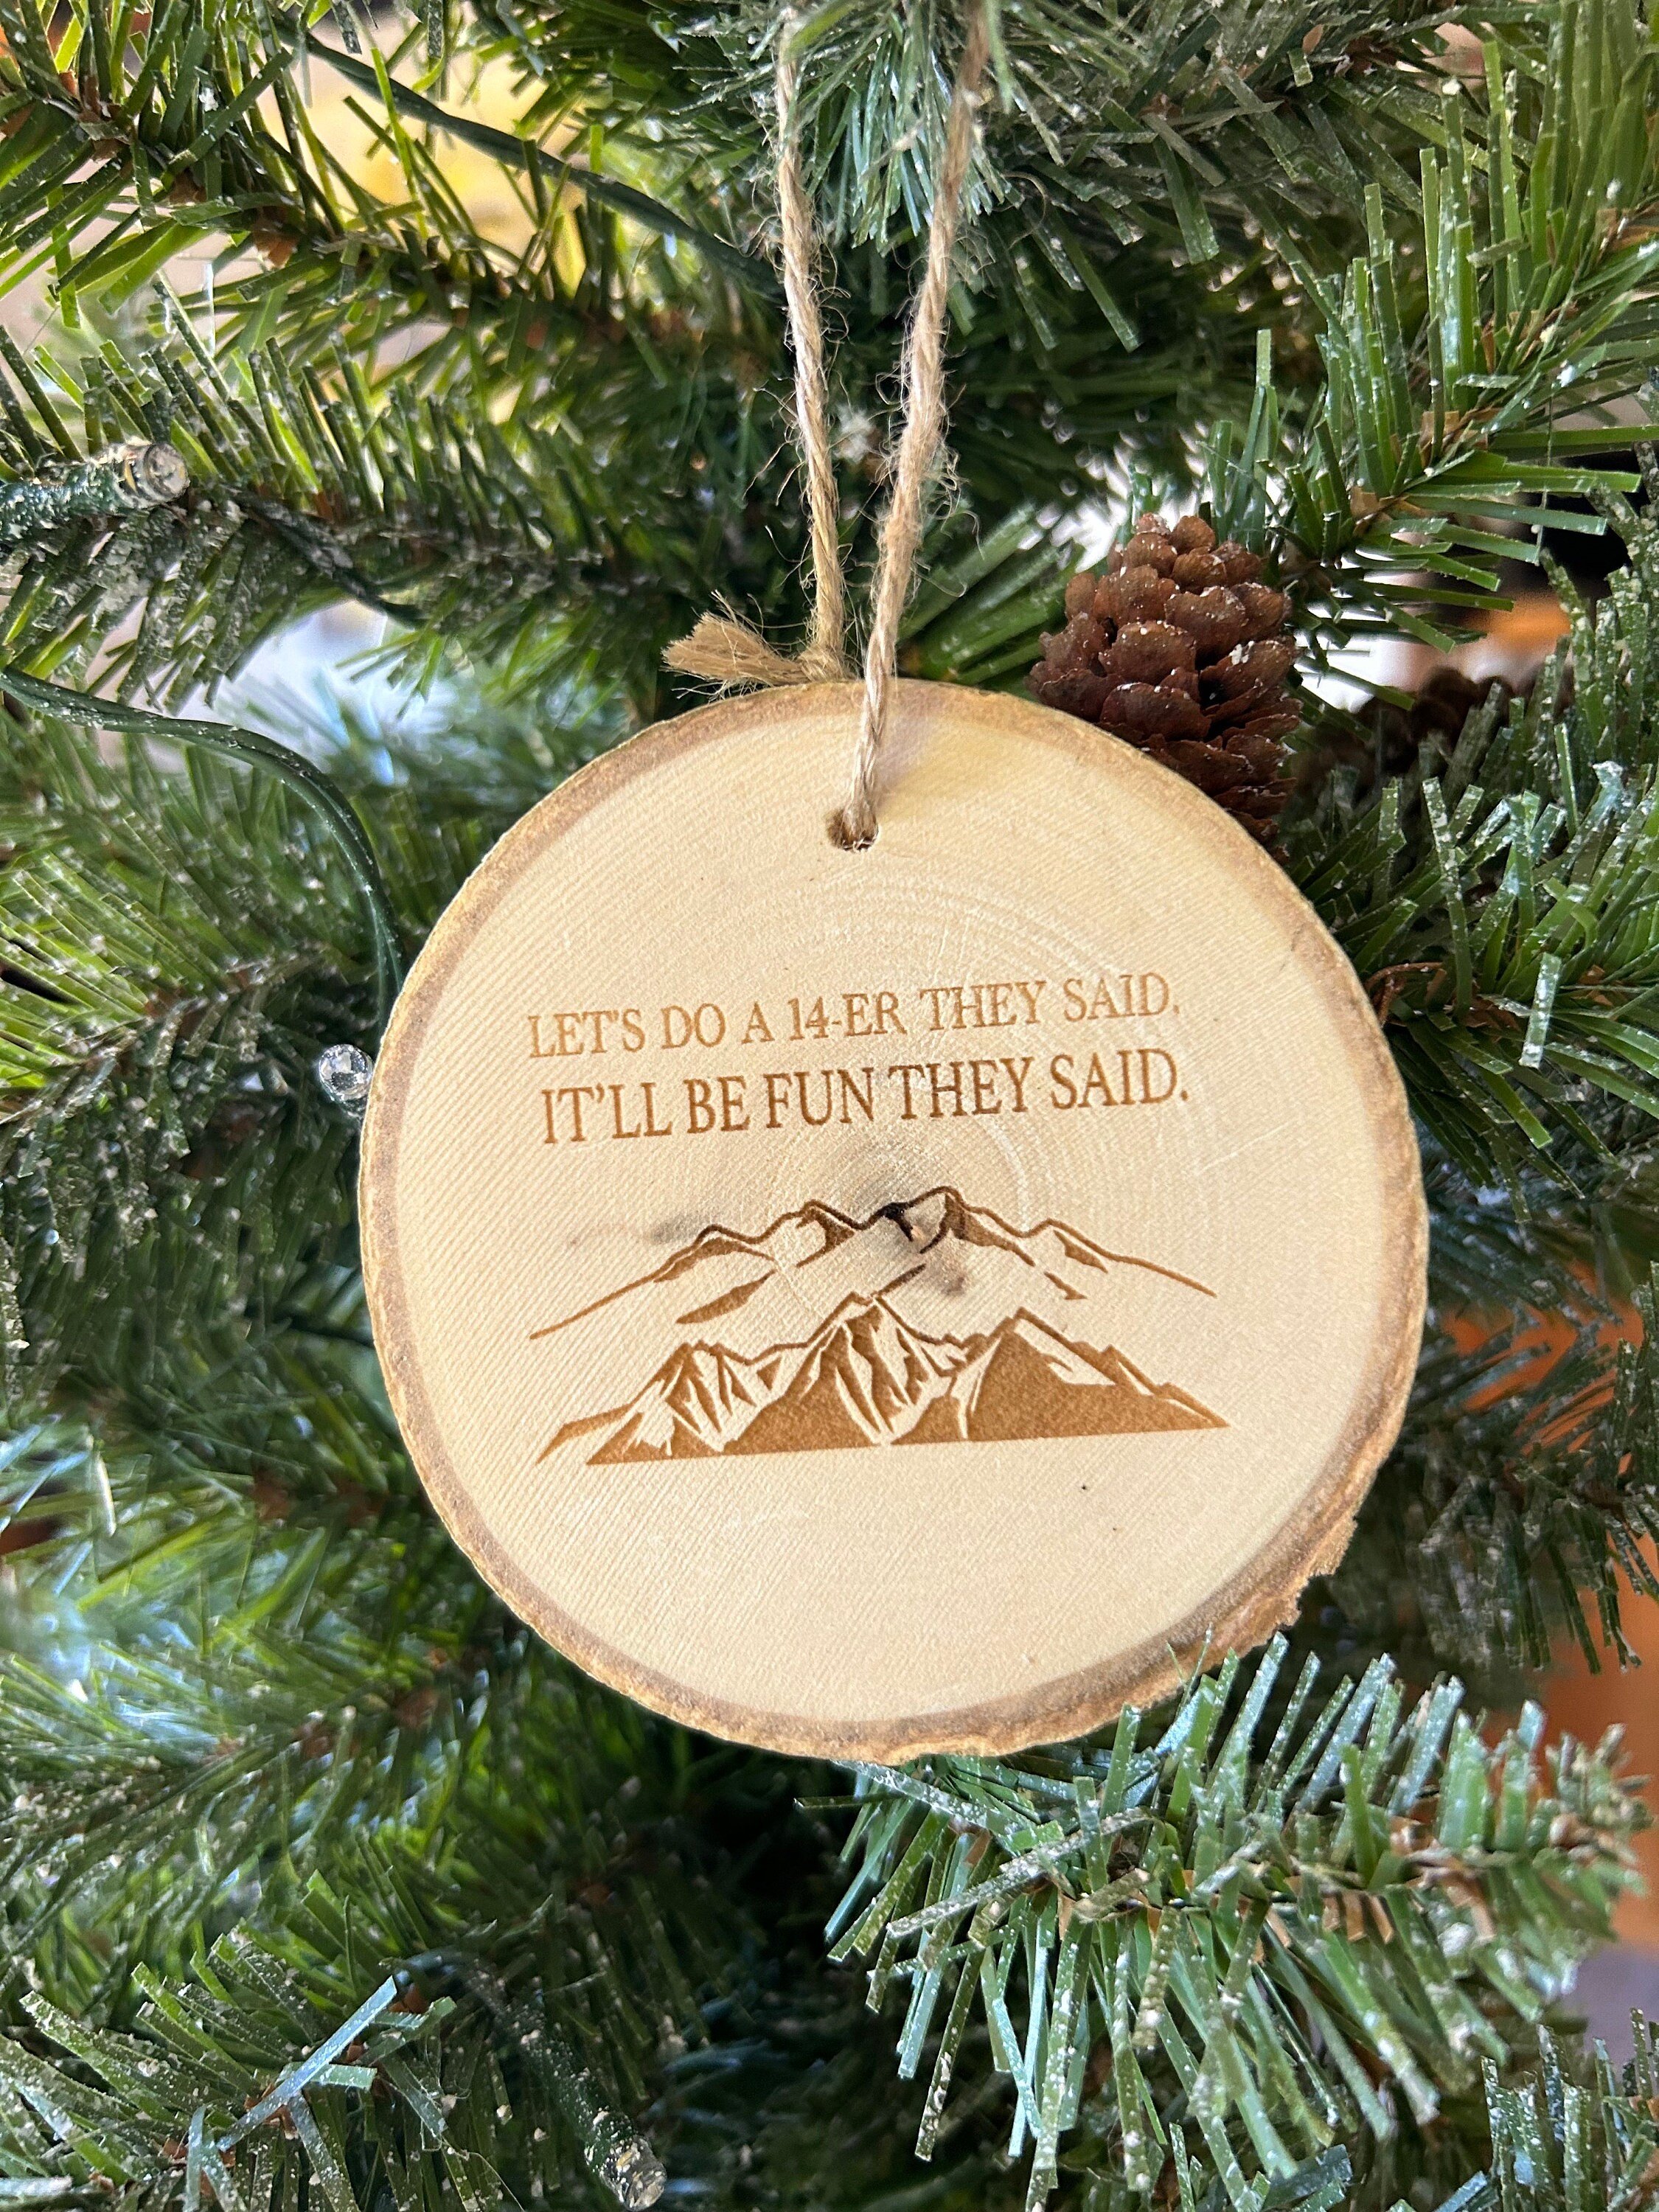 LET'S DO A 14-ER THEY SAID.
IT'LL BE FUN THEY SAID.